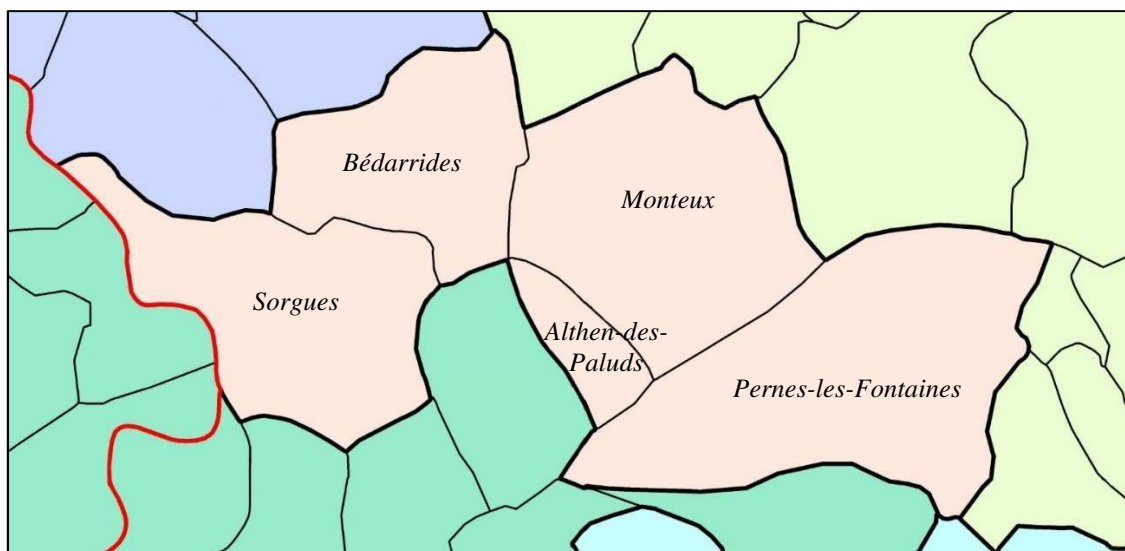 Bédarrides
Monteux
Sorgues
Althen-des-
Paluds
Pernes-les-Fontaines